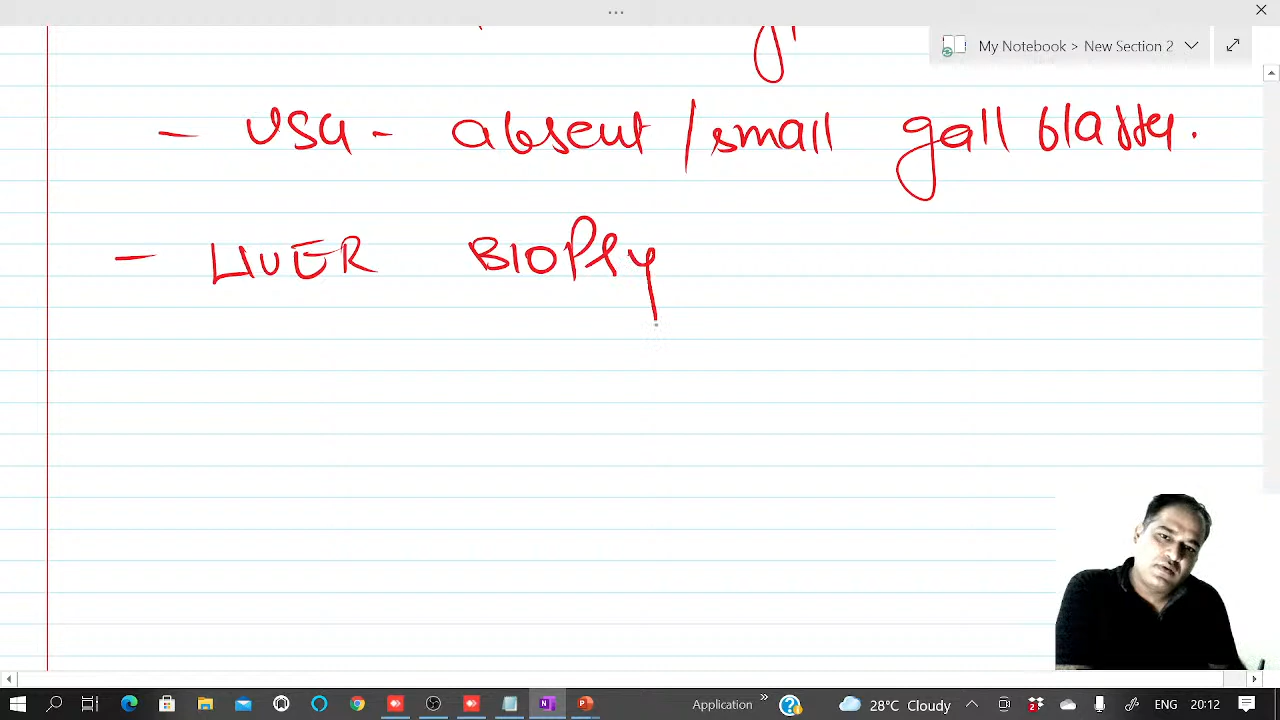 My Notebook > New Section 2
- USG - absent / small gall bladder.
- LIVER BIOPSY
Application
28°C Cloudy
ENG
20:12